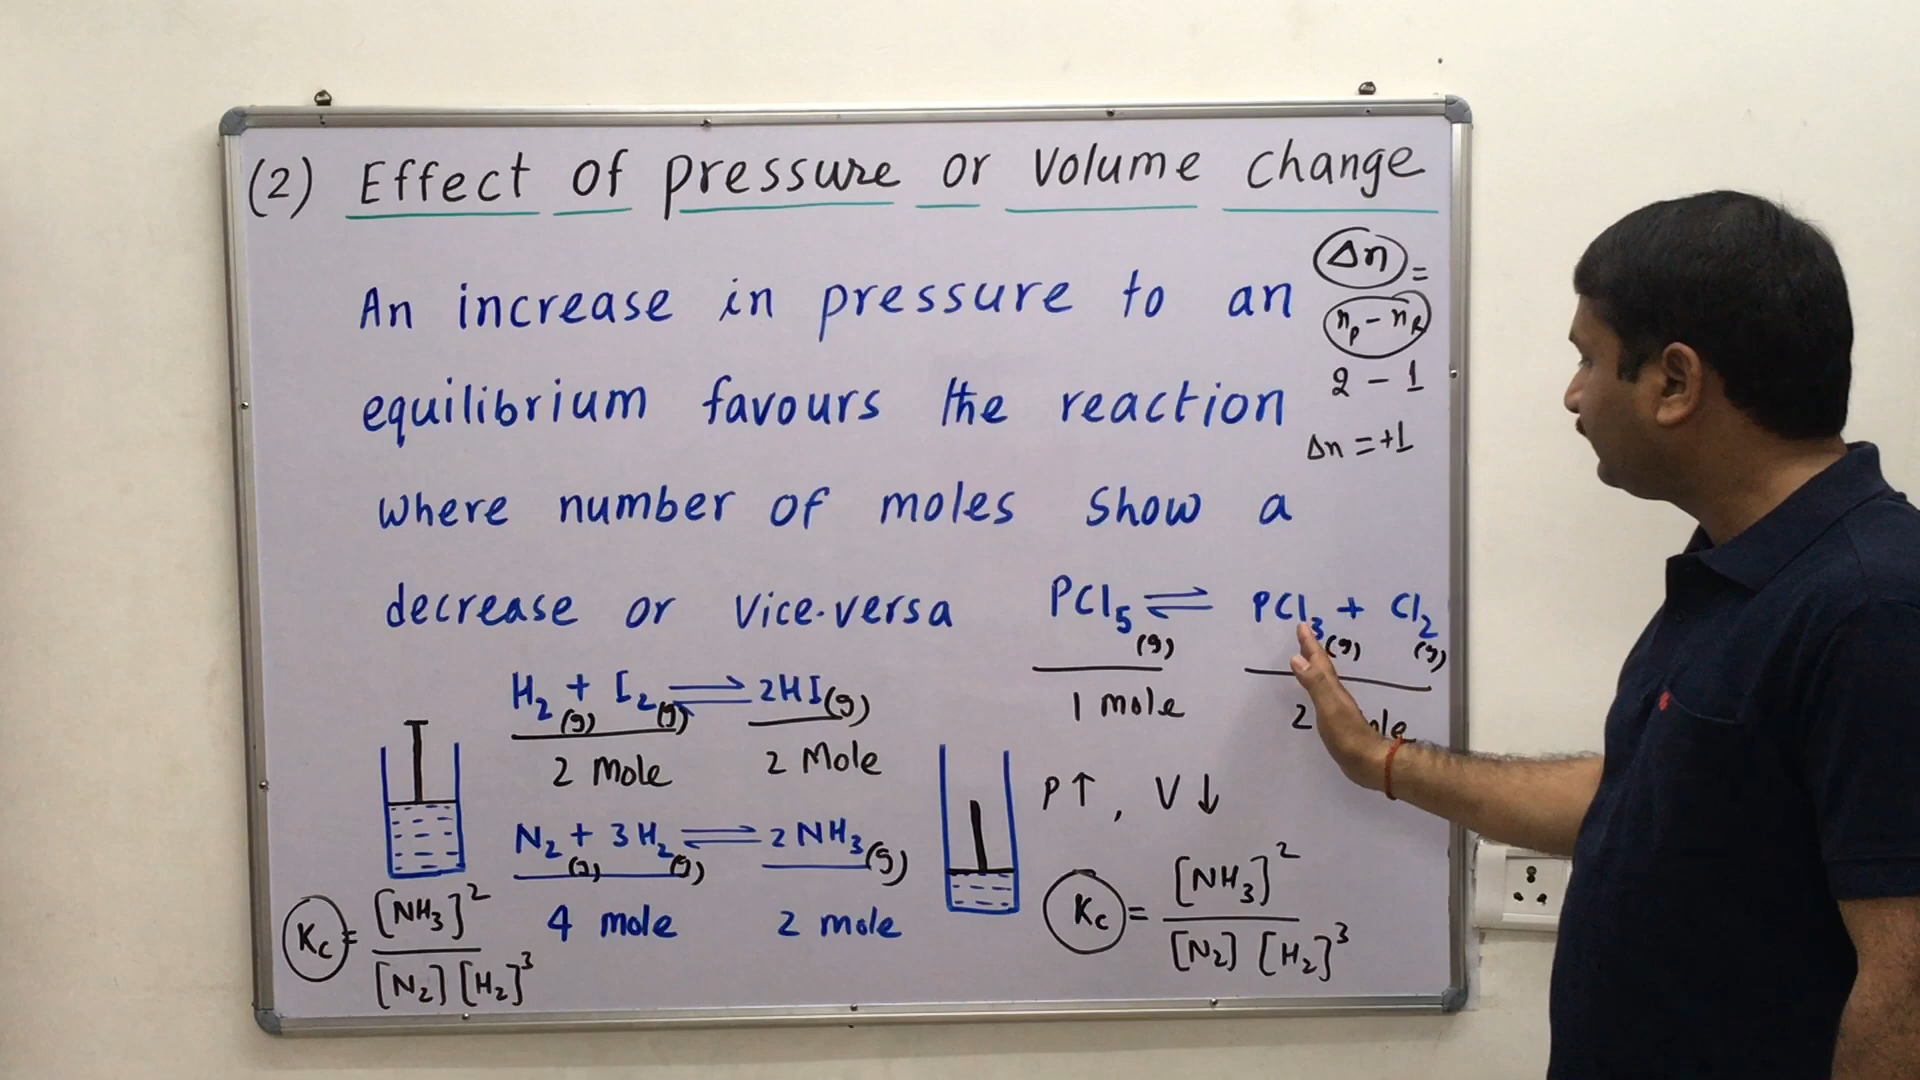 (2) Effect of pressure or Volume change
An increase in pressure to an
equilibrium favours the reaction
where number of moles show a
decrease or vice-versa
Δn =
nₚ - n_R
2 - 1
Δn = +1
PCl₅(g) ⇌ PCl₃(g) + Cl₂(g)
1 mole
2
H₂(g) + I₂(g) ⇌ 2HI(g)
2 Mole 2 Mole
N₂(g) + 3H₂(g) ⇌ 2NH₃(g)
4 mole 2 mole
P↑, V↓
Kc = [NH₃]² / [N₂] [H₂]³
Kc = [NH₃]² / [N₂] [H₂]³